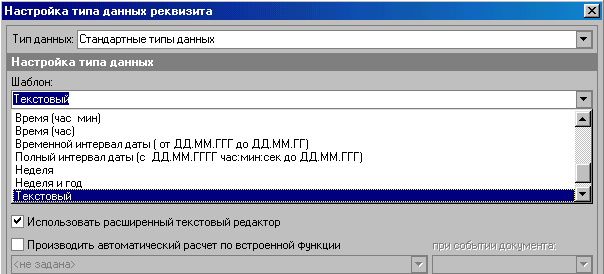 Настройка типа данных реквизита
Тип данных: Стандартные типы данных
Настройка типа данных
Шаблон:
Текстовый
Время (час мин)
Время (час)
Временной интервал даты ( от ДД.ММ.ГГГ до ДД.ММ.ГГ)
Полный интервал даты (с ДД.ММ.ГГГГ час:мин:сек до ДД.ММ.ГГГ)
Неделя
Неделя и год
Текстовый
Использовать расширенный текстовый редактор
Производить автоматический расчет по встроенной функции при событии документа:
<не задана>